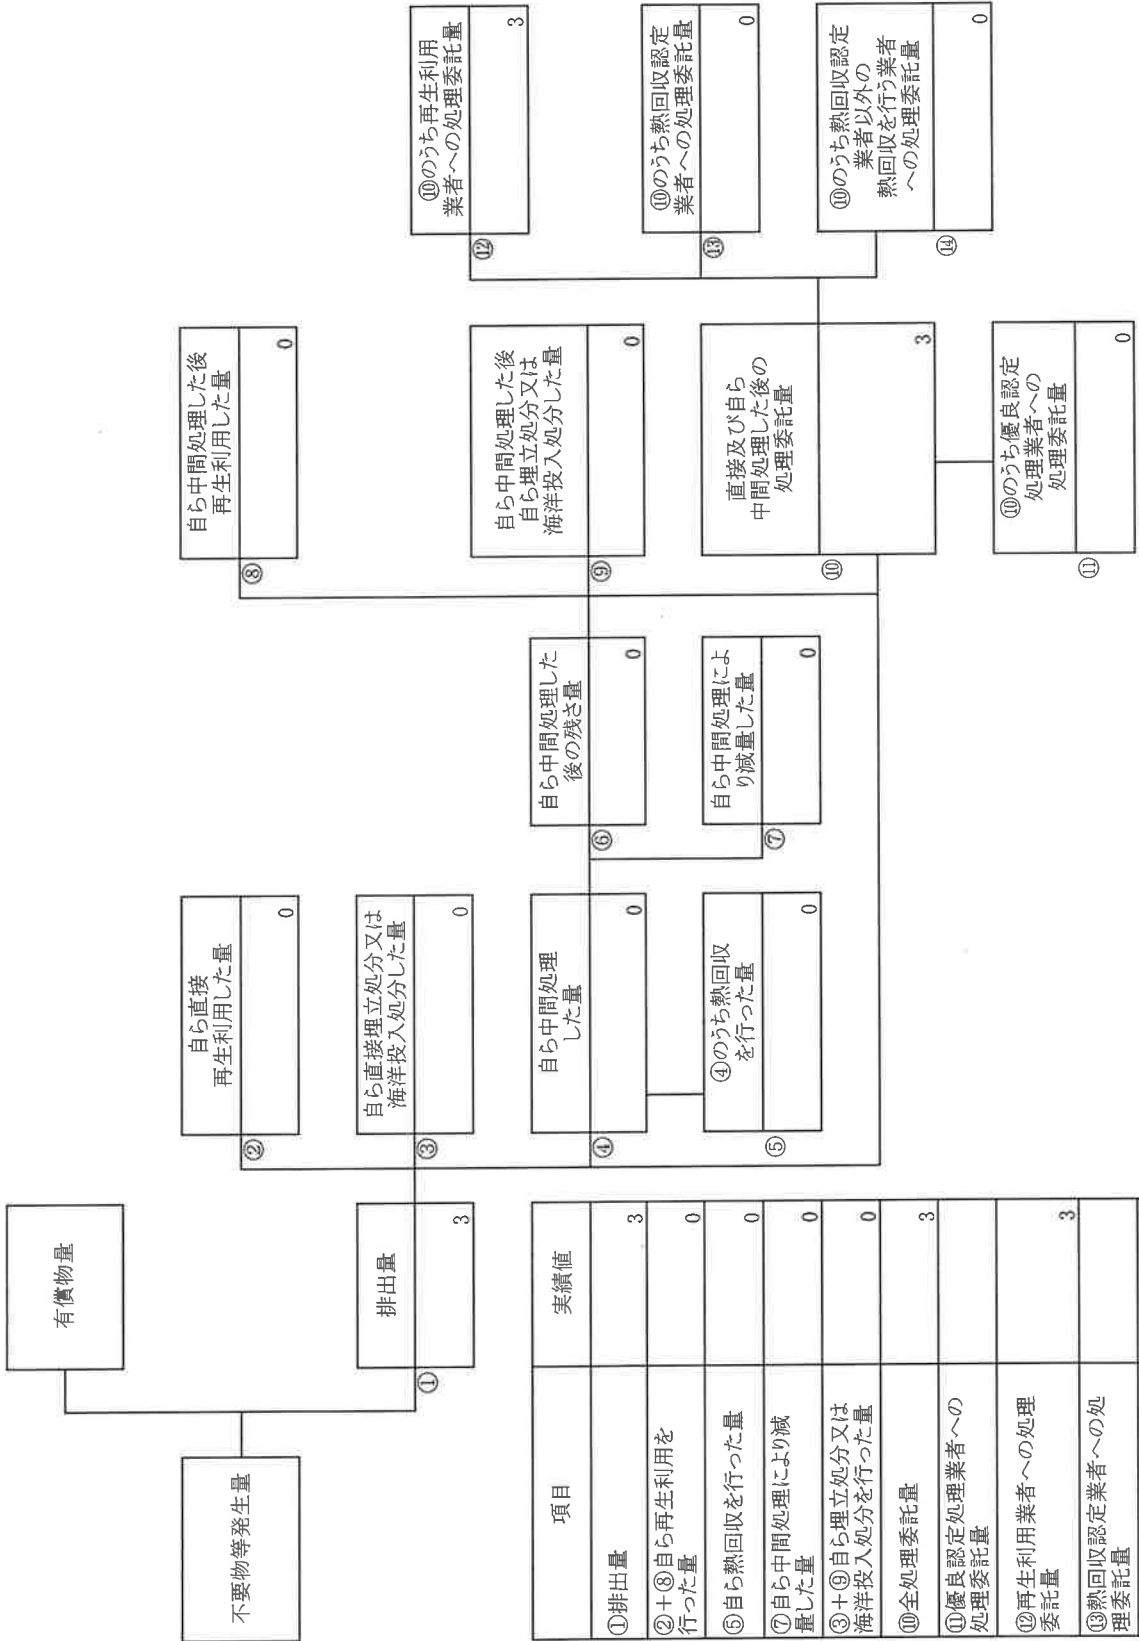 不要物等発生量
有償物量
①
排出量
3
②
自ら直接
再生利用した量
0
③
自ら直接埋立処分又は
海洋投入処分した量
0
④
自ら中間処理
した量
0
⑤
④のうち熱回収
を行った量
0
⑥
自ら中間処理した
後の残さ量
0
⑦
自ら中間処理によ
り減量した量
0
⑧
自ら中間処理した後
再生利用した量
0
⑨
自ら中間処理した後
自ら埋立処分又は
海洋投入処分した量
0
⑩
直接及び自ら
中間処理した後の
処理委託量
3
⑪
⑩のうち優良認定
処理業者への
処理委託量
0
⑫
⑩のうち再生利用
業者への処理委託量
3
⑬
⑩のうち熱回収認定
業者への処理委託量
0
⑭
⑩のうち熱回収認定
業者以外の
熱回収を行う業者
への処理委託量
0
項目
実績値
①排出量
3
②+⑧自ら再生利用を
行った量
0
⑤自ら熱回収を行った量
0
⑦自ら中間処理により減
量した量
0
③+⑨自ら埋立処分又は
海洋投入処分を行った量
0
⑩全処理委託量
3
⑪優良認定処理業者への
処理委託量
⑫再生利用業者への処理
委託量
3
⑬熱回収認定業者への処
理委託量